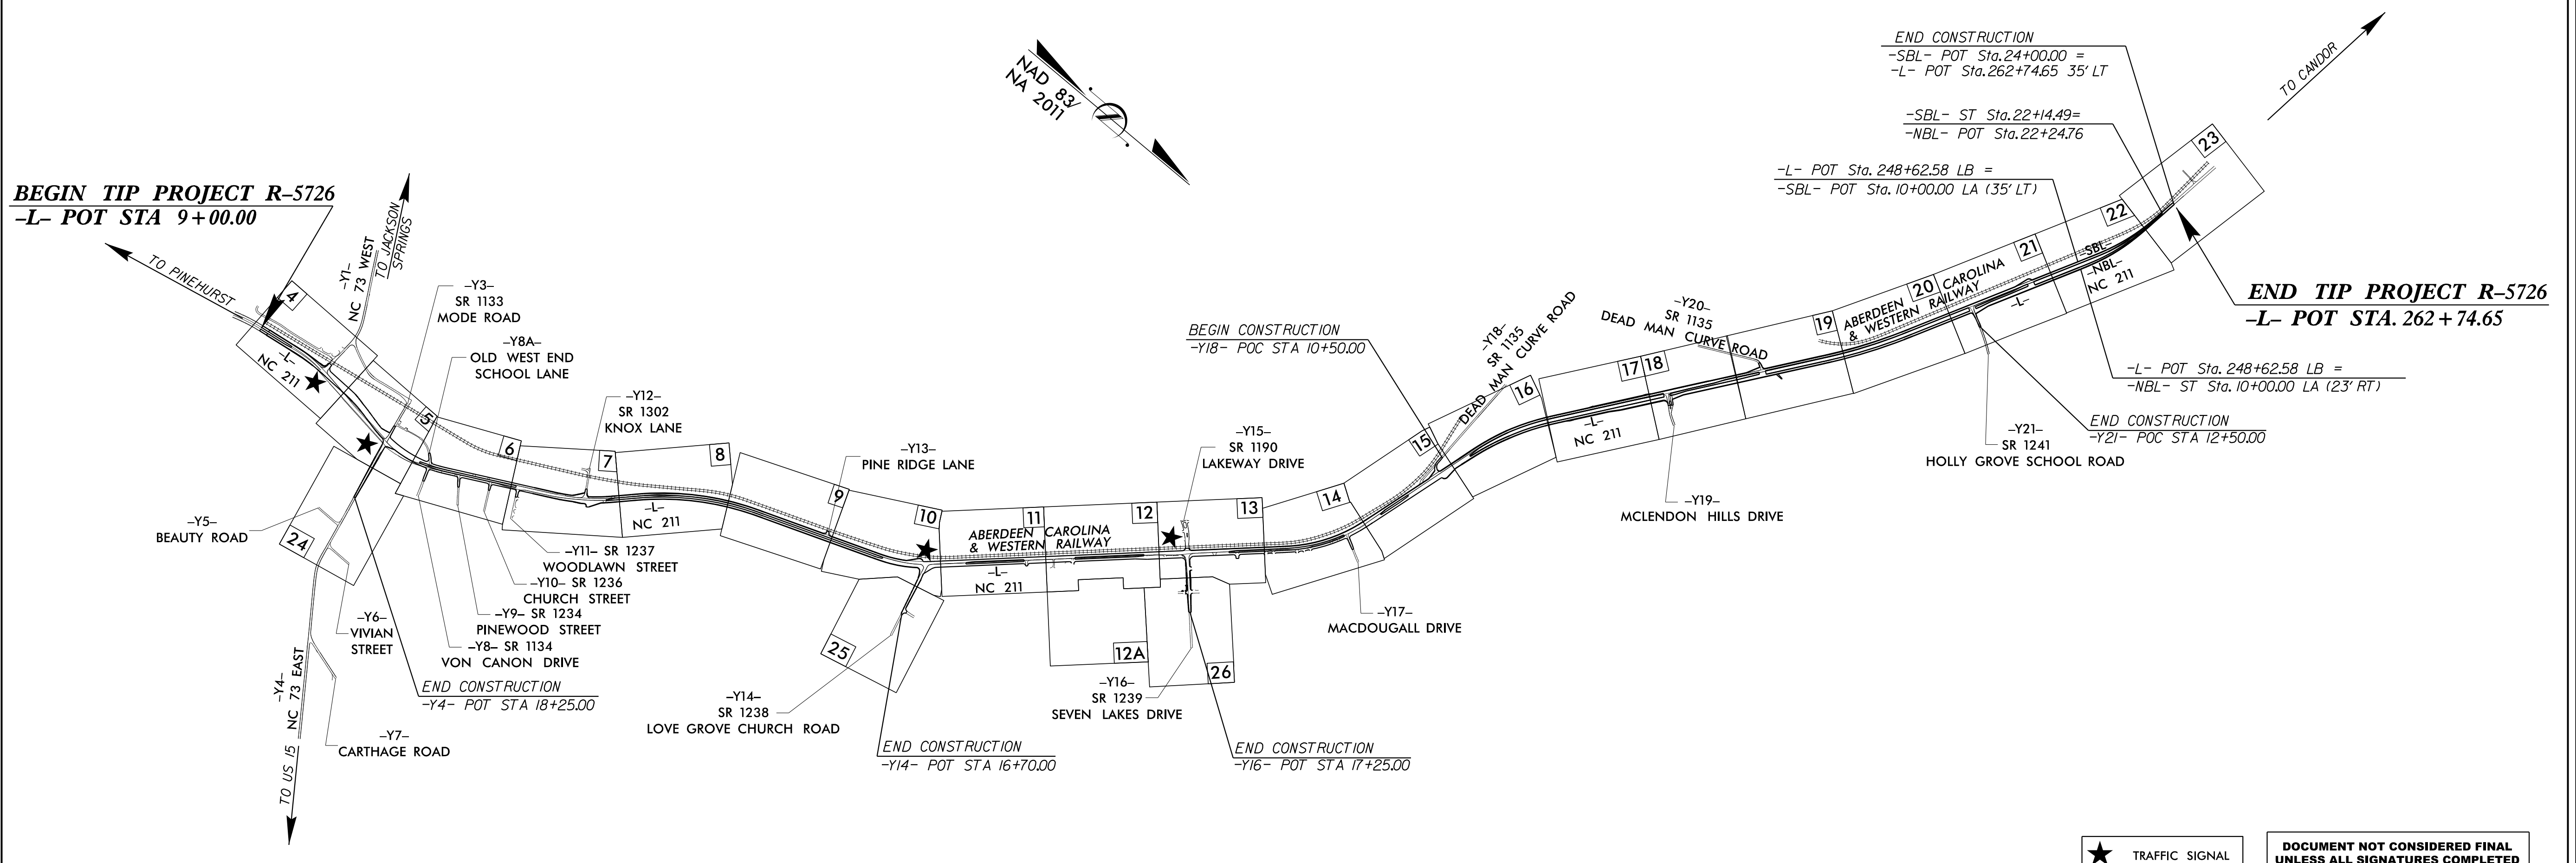 END CONSTRUCTION
-SBL- POT Sta.24+00.00 =
-L- POT Sta.262+74.65 35' LT
TO CANDOR
NAD 83/
NA 2011
-SBL- ST Sta.22+14.49=
-NBL- POT Sta.22+24.76
-L- POT Sta. 248+62.58 LB =
-SBL- POT Sta. 10+00.00 LA (35' LT)
23
BEGIN TIP PROJECT R-5726
-L- POT STA 9+00.00
TO PINEHURST
-Y1-
NC 73 WEST
TO JACKSON
SPRINGS
4
-L-
NC 211
-Y3-
SR 1133
MODE ROAD
-Y8A-
OLD WEST END
SCHOOL LANE
5
6
7
8
-Y12-
SR 1302
KNOX LANE
-L-
NC 211
-Y13-
PINE RIDGE LANE
9
10
11
12
13
14
ABERDEEN CAROLINA
& WESTERN RAILWAY
-L-
NC 211
-Y15-
SR 1190
LAKEWAY DRIVE
BEGIN CONSTRUCTION
-Y18- POC STA 10+50.00
-Y18-
SR 1135
DEAD MAN CURVE ROAD
15
16
17
18
-L-
NC 211
-Y20-
SR 1135
DEAD MAN CURVE ROAD
19
20
21
22
ABERDEEN CAROLINA
& WESTERN RAILWAY
-L-
-SBL-
-NBL-
NC 211
END TIP PROJECT R-5726
-L- POT STA. 262+74.65
-L- POT Sta. 248+62.58 LB =
-NBL- ST Sta. 10+00.00 LA (23' RT)
END CONSTRUCTION
-Y21- POC STA 12+50.00
-Y21-
SR 1241
HOLLY GROVE SCHOOL ROAD
-Y19-
MCLENDON HILLS DRIVE
-Y17-
MACDOUGALL DRIVE
-Y5-
BEAUTY ROAD
24
-Y6-
VIVIAN
STREET
-Y11- SR 1237
WOODLAWN STREET
-Y10- SR 1236
CHURCH STREET
-Y9- SR 1234
PINEWOOD STREET
-Y8- SR 1134
VON CANON DRIVE
END CONSTRUCTION
-Y4- POT STA 18+25.00
-Y4-
NC 73 EAST
TO US 15
-Y7-
CARTHAGE ROAD
25
12A
26
-Y14-
SR 1238
LOVE GROVE CHURCH ROAD
-Y16-
SR 1239
SEVEN LAKES DRIVE
END CONSTRUCTION
-Y14- POT STA 16+70.00
END CONSTRUCTION
-Y16- POT STA 17+25.00
TRAFFIC SIGNAL
DOCUMENT NOT CONSIDERED FINAL
UNLESS ALL SIGNATURES COMPLETED